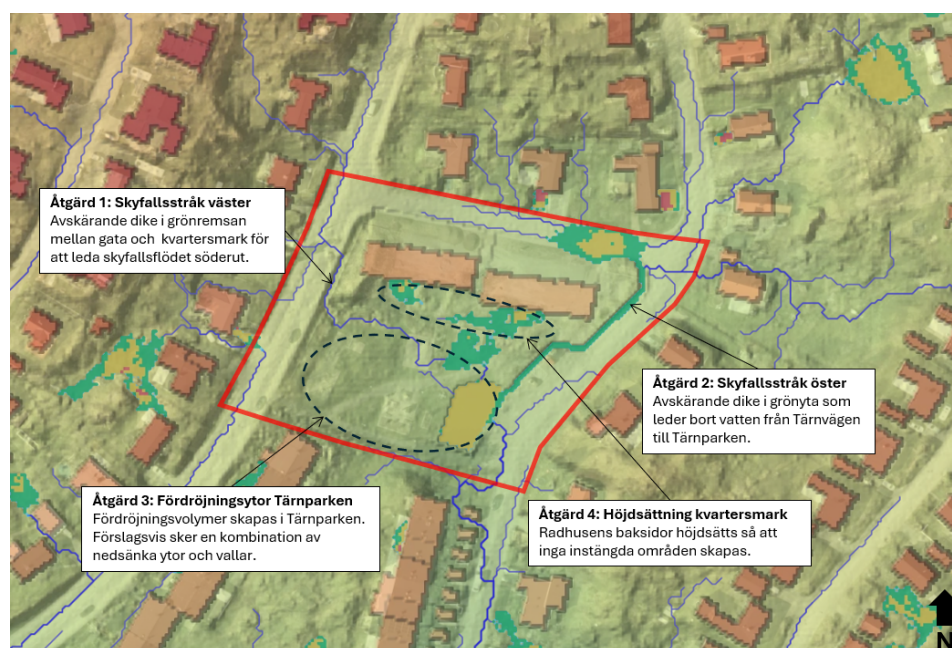 Åtgärd 1: Skyfallsstråk väster
Avskärande dike i grönremsan
mellan gata och kvartersmark för
att leda skyfallsflödet söderut.
Åtgärd 2: Skyfallsstråk öster
Avskärande dike i grönyta som
leder bort vatten från Tärnvägen
till Tärnparken.
Åtgärd 3: Fördröjningsytor Tärnparken
Fördröjningsvolymer skapas i Tärnparken.
Förslagsvis sker en kombination av
nedsänka ytor och vallar.
Åtgärd 4: Höjdsättning kvartersmark
Radhusens baksidor höjdsätts så att
inga instängda områden skapas.
N